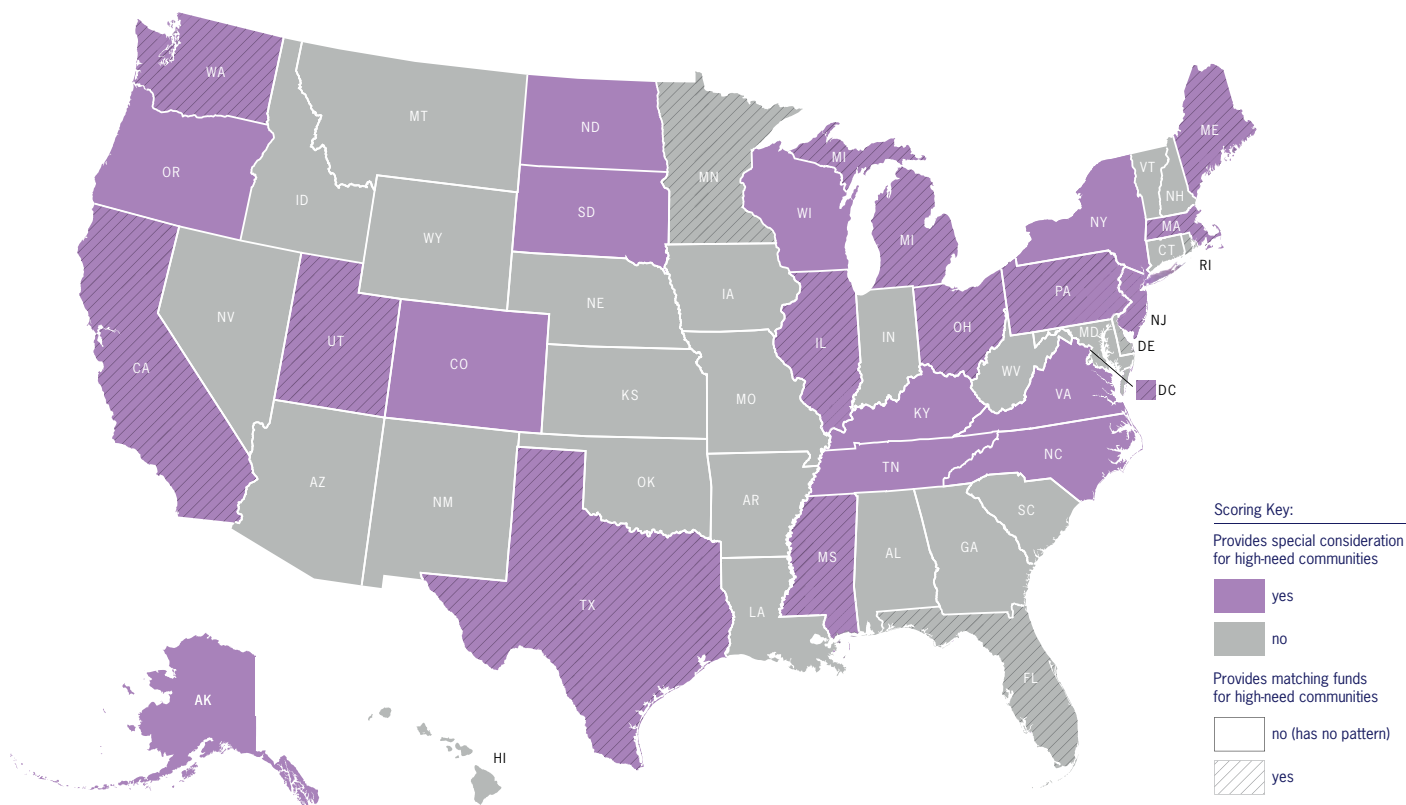 WA
MT
ND
OR
MN
MI
ME
VT
ID
SD
WI
NH
WY
MI
NY
MA
CT
RI
PA
IA
NE
NV
NJ
UT
OH
IN
MD
IL
DE
CO
CA
WV
DC
KS
MO
VA
KY
NC
TN
AZ
OK
NM
AR
SC
GA
MS
AL
TX
LA
FL
AK
HI
Scoring Key:
Provides special consideration
for high-need communities
yes
no
Provides matching funds
for high-need communities
no (has no pattern)
yes